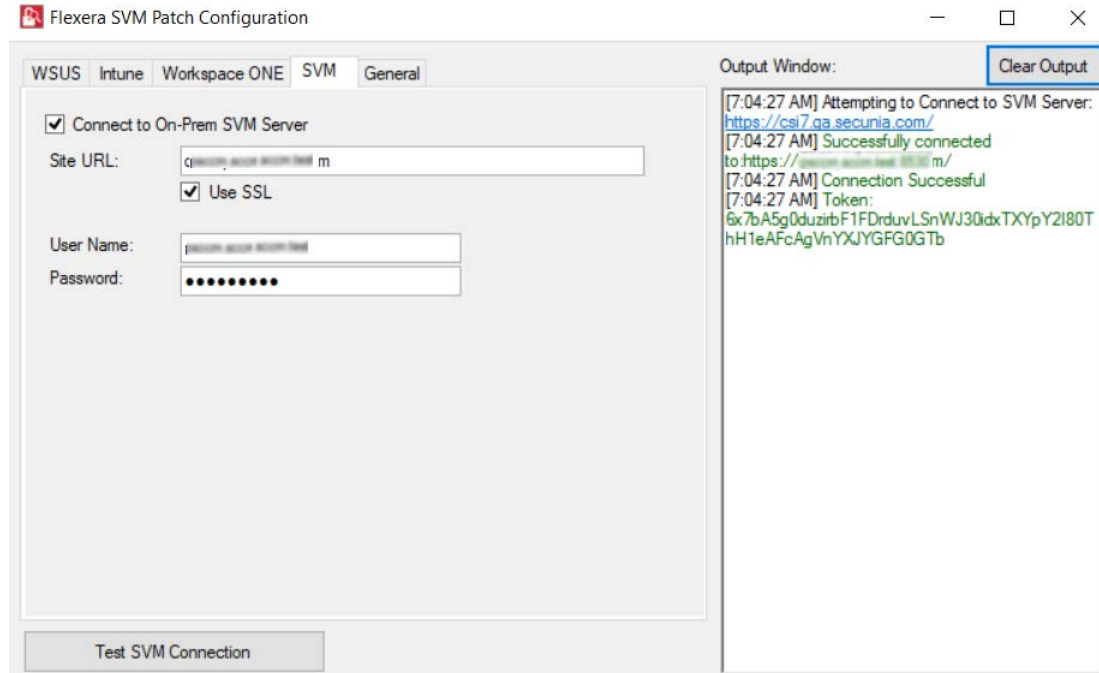 Flexera SVM Patch Configuration
WSUS Intune Workspace ONE SVM General
Connect to On-Prem SVM Server
Site URL:
m
Use SSL
User Name:
Password:
Test SVM Connection
Output Window:
Clear Output
[7:04:27 AM] Attempting to Connect to SVM Server:
https://csi7.qa.secunia.com/
[7:04:27 AM] Successfully connected
to:https:// m/
[7:04:27 AM] Connection Successful
[7:04:27 AM] Token:
6x7bA5g0duzirbF1FDrduvLSnWJ30idxTXYpY2I80T
hH1eAFcAgVnYXJYGFG0GTb